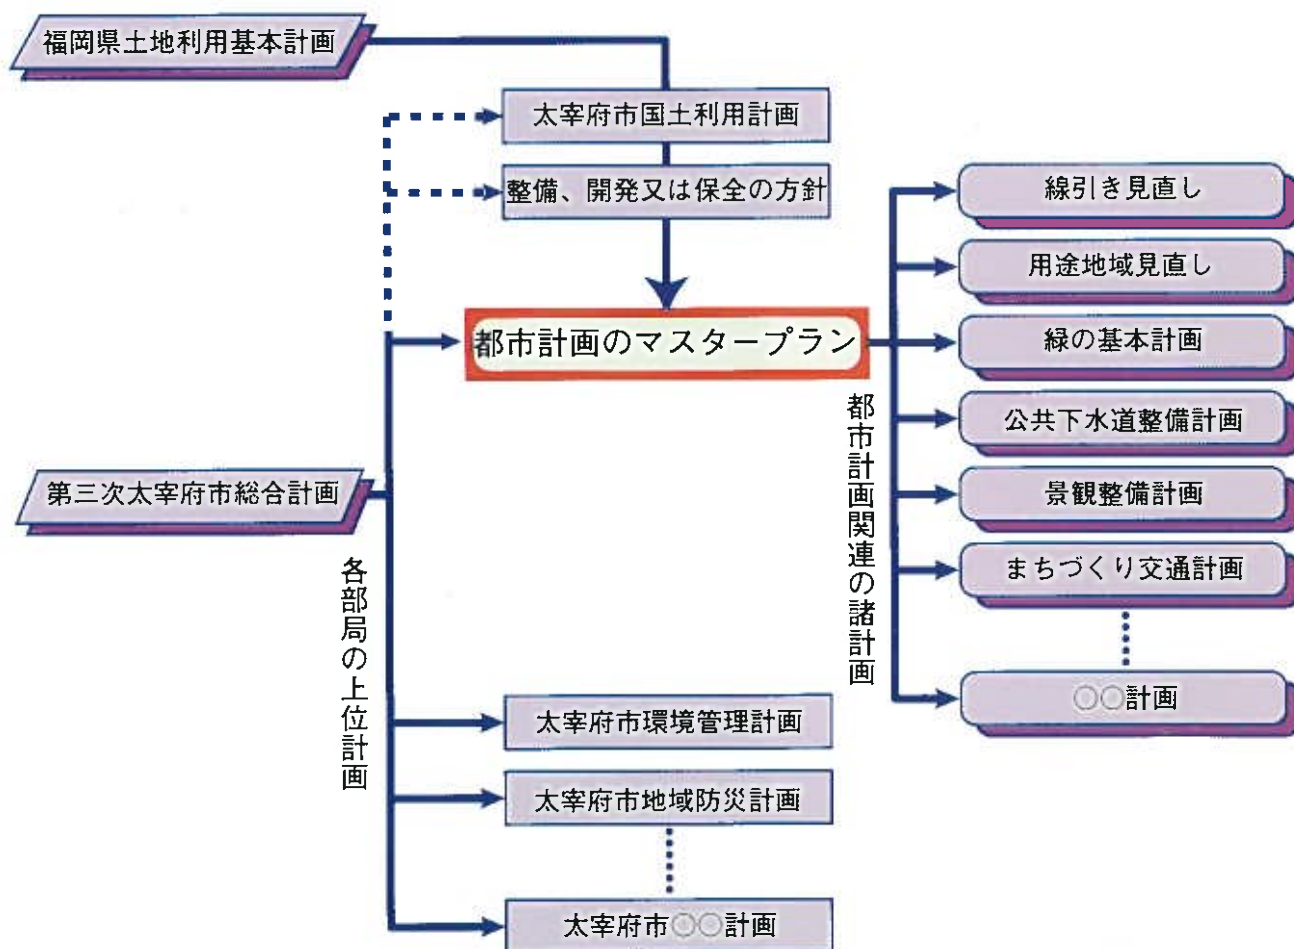 福岡県土地利用基本計画
太宰府市国土利用計画
整備、開発又は保全の方針
都市計画のマスタープラン
第三次太宰府市総合計画
各部局の上位計画
太宰府市環境管理計画
太宰府市地域防災計画
太宰府市○○計画
都市計画関連の諸計画
線引き見直し
用途地域見直し
緑の基本計画
公共下水道整備計画
景観整備計画
まちづくり交通計画
○○計画